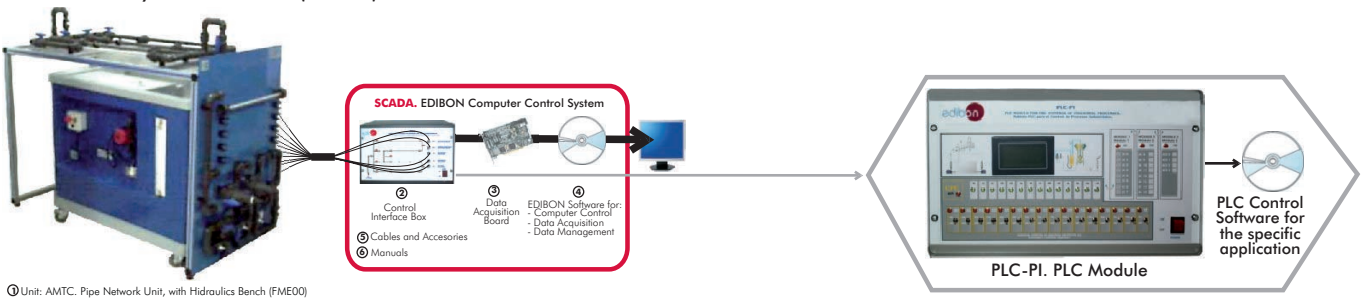 SCADA. EDIBON Computer Control System
②
Control
Interface Box
③
Data
Acquisition
Board
④
EDIBON Software for:
- Computer Control
- Data Acquisition
- Data Management
⑤ Cables and Accesories
⑥ Manuals
edibon
PLC-PI
PLC-PI. PLC Module
PLC Control
Software for
the specific
application
① Unit: AMTC. Pipe Network Unit, with Hidraulics Bench (FME00)